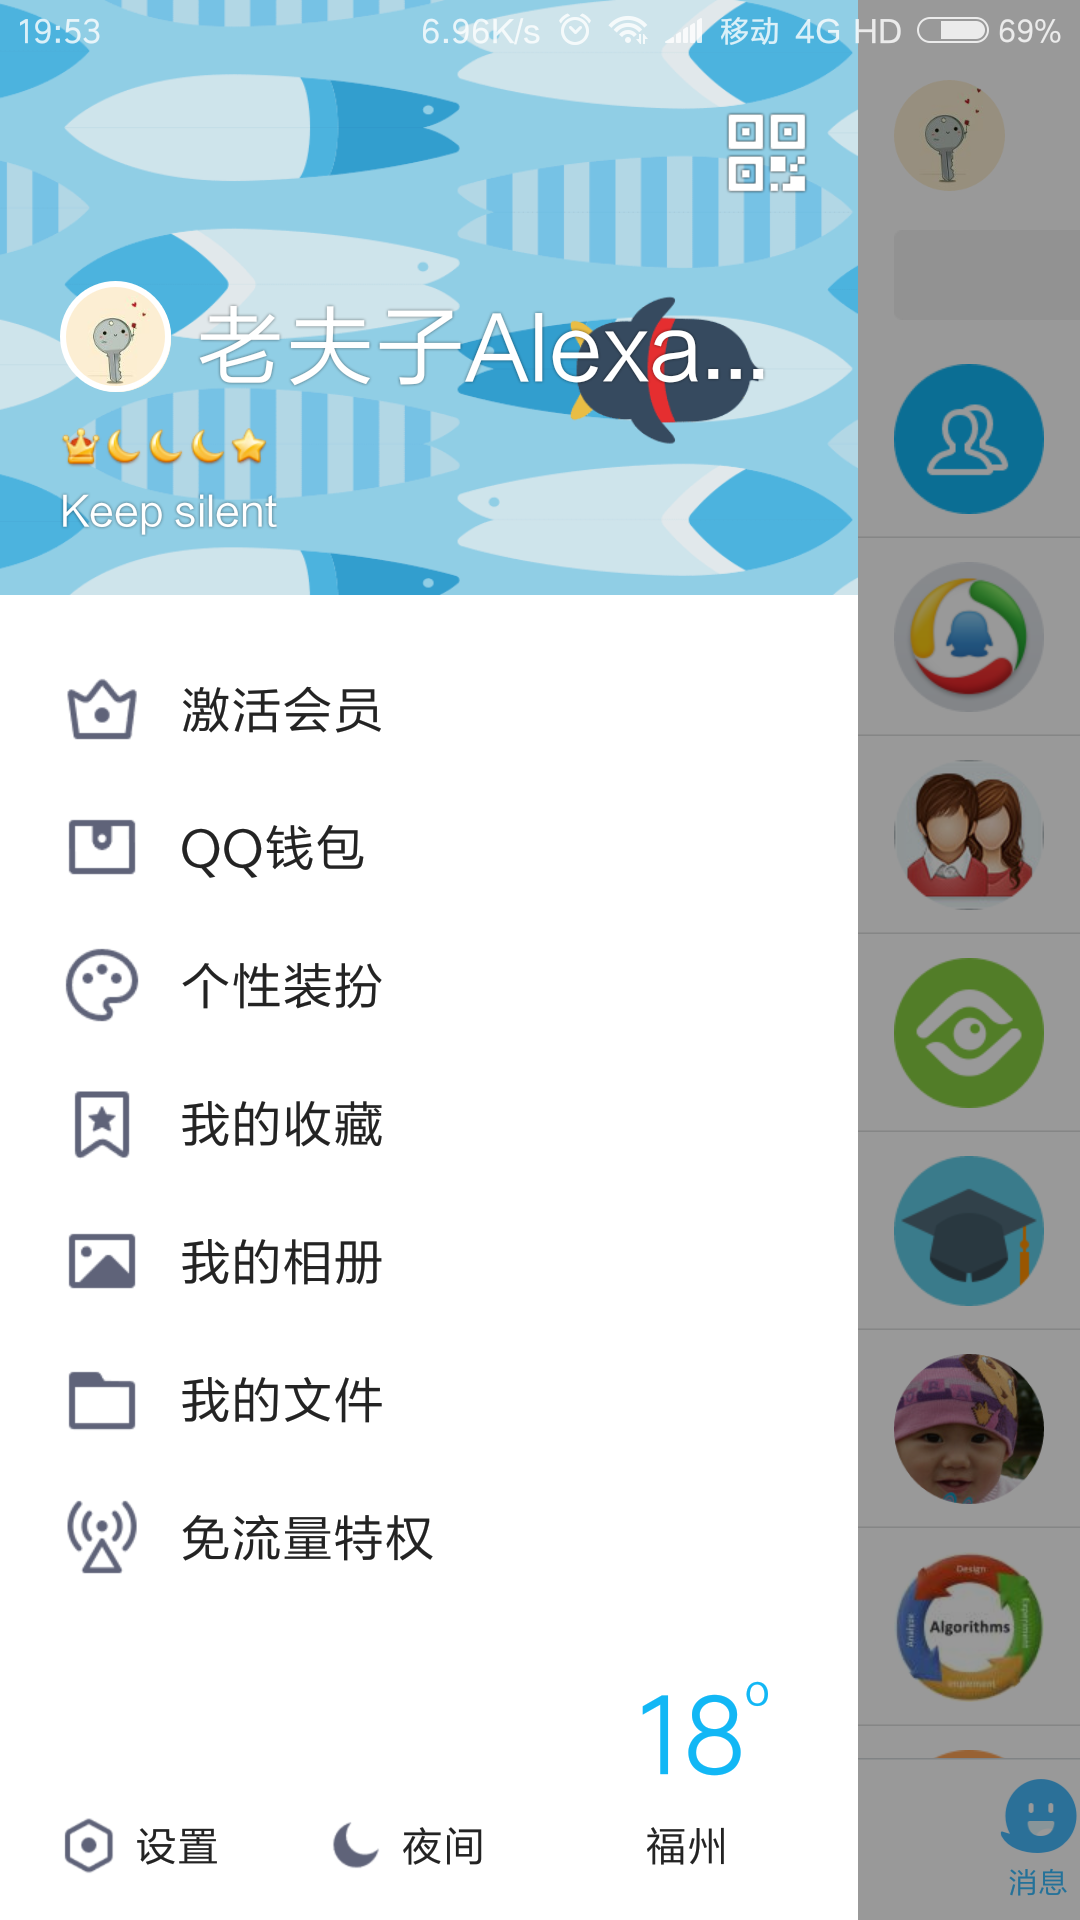 19:53 6.96K/s 移动 4G HD 69%
老夫子Alexa...
Keep silent
激活会员
QQ钱包
个性装扮
我的收藏
我的相册
我的文件
免流量特权
Design
Analyze
Algorithms
Experiment
Implement
18°
设置 夜间 福州
消息